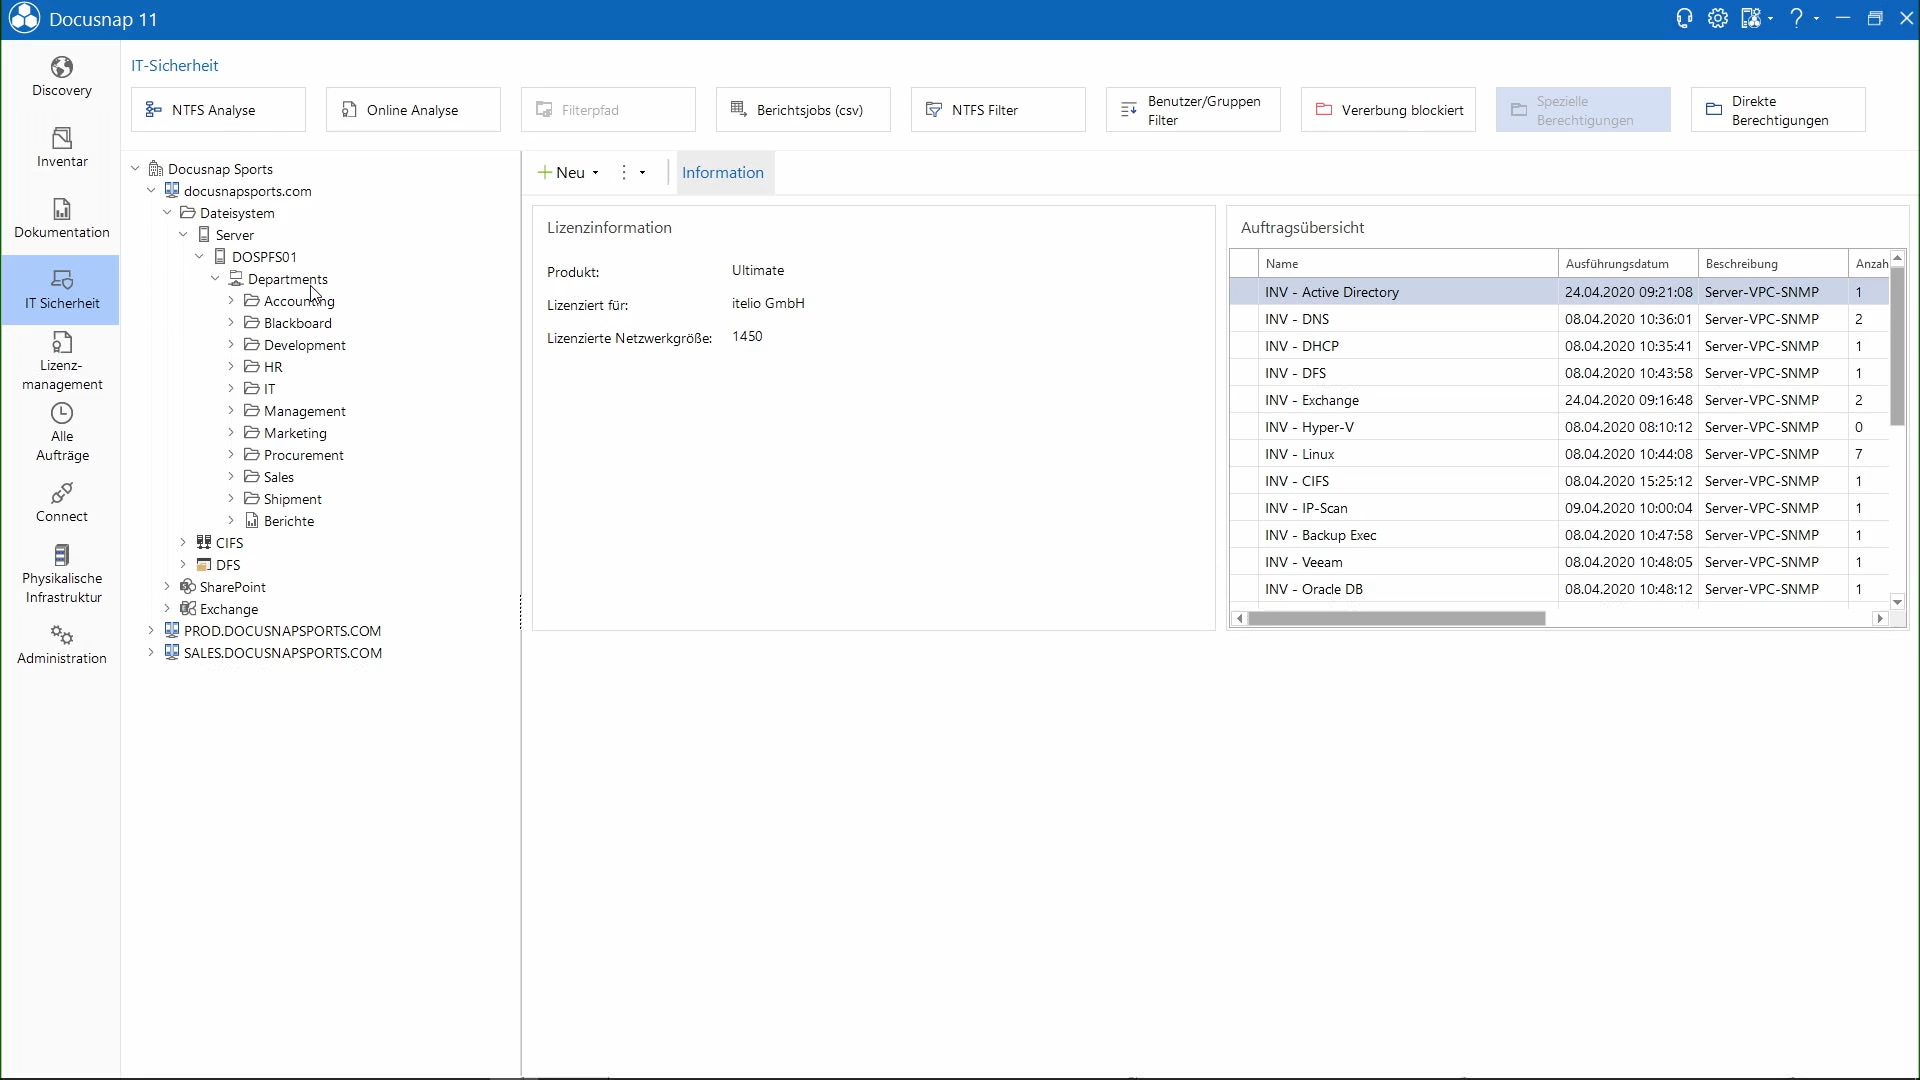 Docusnap 11
Discovery
Inventar
Dokumentation
IT Sicherheit
Lizenz-
management
Alle
Aufträge
Connect
Physikalische
Infrastruktur
Administration
IT-Sicherheit
NTFS Analyse
Online Analyse
Filterpfad
Berichtsjobs (csv)
NTFS Filter
Benutzer/Gruppen
Filter
Vererbung blockiert
Spezielle
Berechtigungen
Direkte
Berechtigungen
Docusnap Sports
docusnapsports.com
Dateisystem
Server
DOSPFS01
Departments
Accounting
Blackboard
Development
HR
IT
Management
Marketing
Procurement
Sales
Shipment
Berichte
CIFS
DFS
SharePoint
Exchange
PROD.DOCUSNAPSPORTS.COM
SALES.DOCUSNAPSPORTS.COM
Neu
Information
Lizenzinformation
Produkt: Ultimate
Lizenziert für: itelio GmbH
Lizenzierte Netzwerkgröße: 1450
Auftragsübersicht
Name Ausführungsdatum Beschreibung Anzah
INV - Active Directory 24.04.2020 09:21:08 Server-VPC-SNMP 1
INV - DNS 08.04.2020 10:36:01 Server-VPC-SNMP 2
INV - DHCP 08.04.2020 10:35:41 Server-VPC-SNMP 1
INV - DFS 08.04.2020 10:43:58 Server-VPC-SNMP 1
INV - Exchange 24.04.2020 09:16:48 Server-VPC-SNMP 2
INV - Hyper-V 08.04.2020 08:10:12 Server-VPC-SNMP 0
INV - Linux 08.04.2020 10:44:08 Server-VPC-SNMP 7
INV - CIFS 08.04.2020 15:25:12 Server-VPC-SNMP 1
INV - IP-Scan 09.04.2020 10:00:04 Server-VPC-SNMP 1
INV - Backup Exec 08.04.2020 10:47:58 Server-VPC-SNMP 1
INV - Veeam 08.04.2020 10:48:05 Server-VPC-SNMP 1
INV - Oracle DB 08.04.2020 10:48:12 Server-VPC-SNMP 1